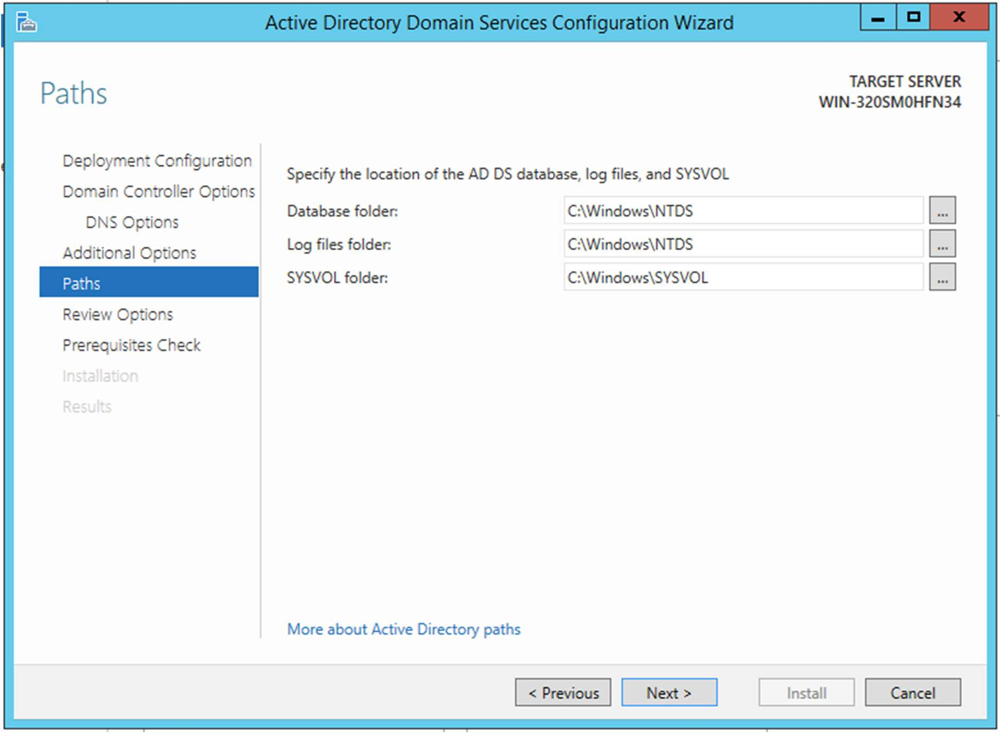 Active Directory Domain Services Configuration Wizard
Paths
TARGET SERVER
WIN-320SM0HFN34
Deployment Configuration
Domain Controller Options
DNS Options
Additional Options
Paths
Review Options
Prerequisites Check
Installation
Results
Specify the location of the AD DS database, log files, and SYSVOL
Database folder: C:\Windows\NTDS ...
Log files folder: C:\Windows\NTDS ...
SYSVOL folder: C:\Windows\SYSVOL ...
More about Active Directory paths
< Previous Next > Install Cancel